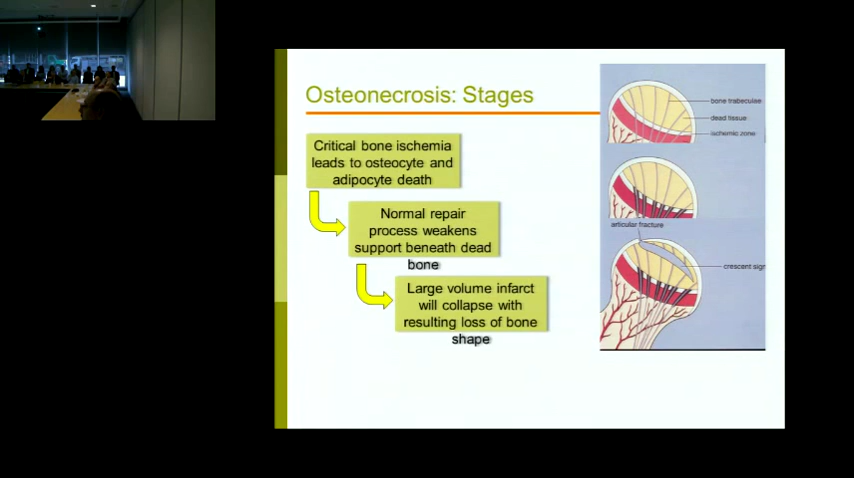 Osteonecrosis: Stages
Critical bone ischemia
leads to osteocyte and
adipocyte death
Normal repair
process weakens
support beneath dead
bone
Large volume infarct
will collapse with
resulting loss of bone
shape
bone trabeculae
dead tissue
ischemic zone
articular fracture
crescent sign